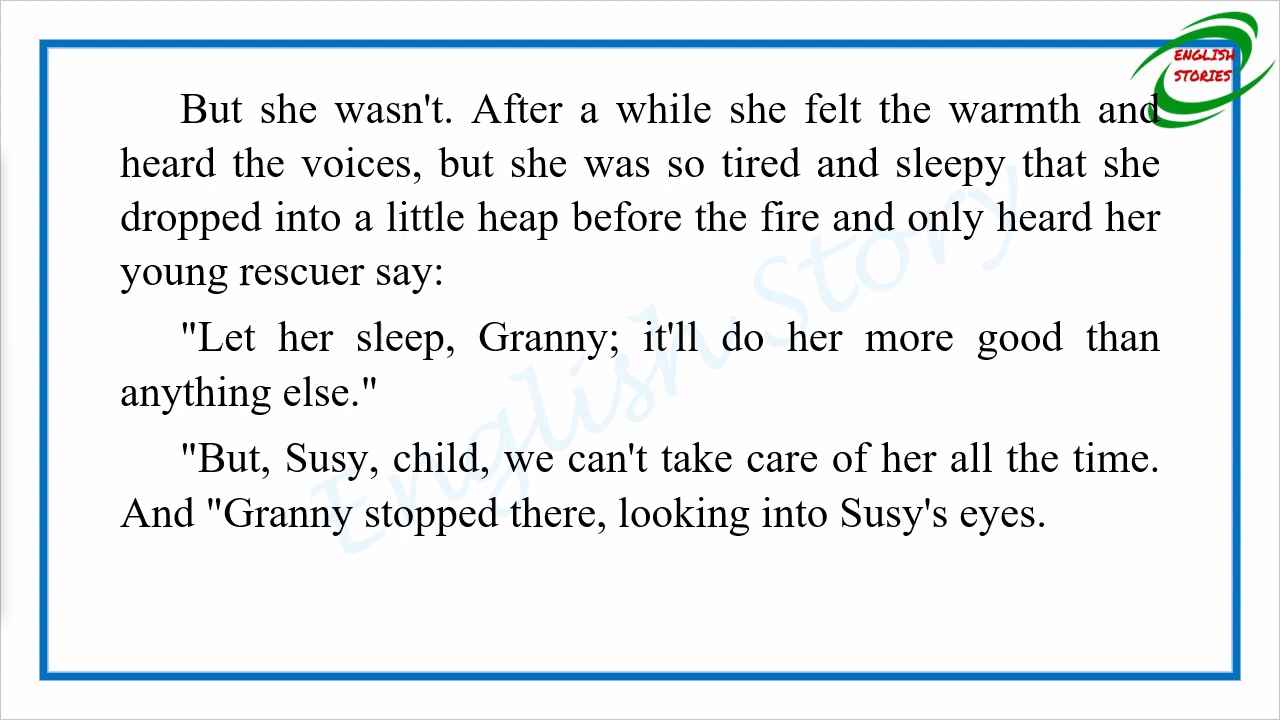 ENGLISH
STORIES
But she wasn't. After a while she felt the warmth and
heard the voices, but she was so tired and sleepy that she
dropped into a little heap before the fire and only heard her
young rescuer say:
"Let her sleep, Granny; it'll do her more good than
anything else."
"But, Susy, child, we can't take care of her all the time.
And "Granny stopped there, looking into Susy's eyes.
English Story